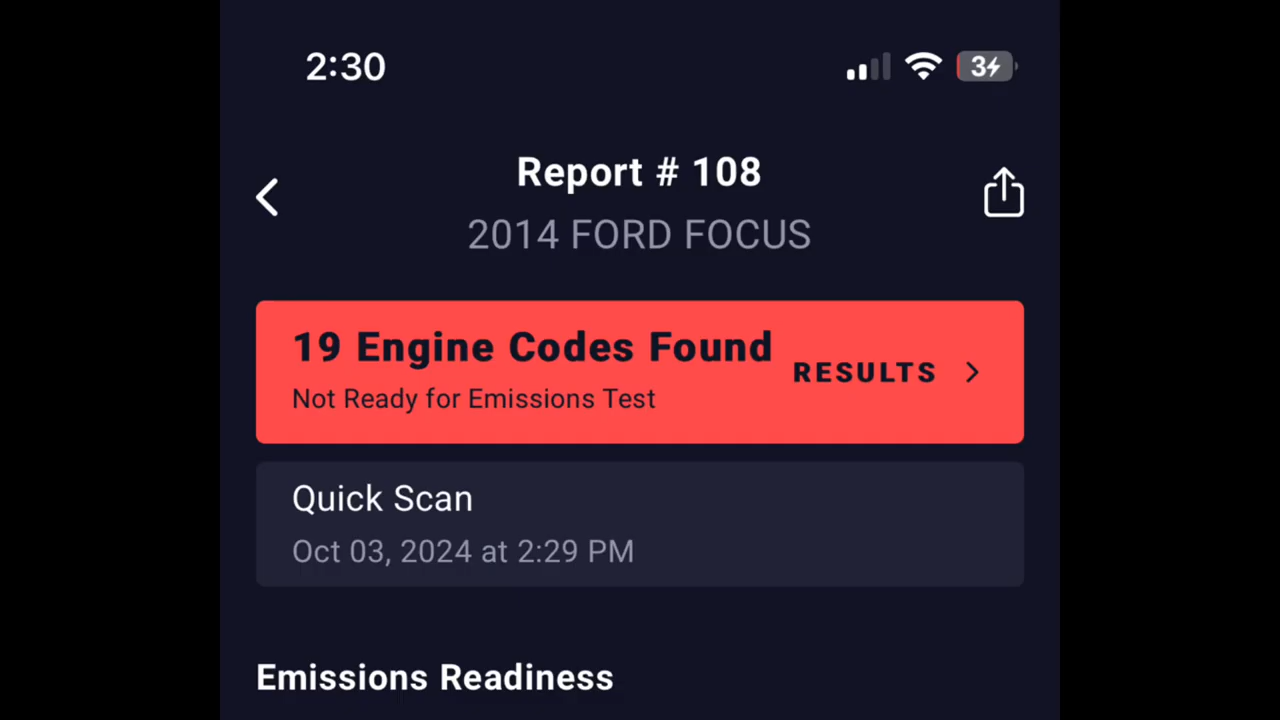 2:30
3
Report # 108
2014 FORD FOCUS
19 Engine Codes Found
RESULTS
Not Ready for Emissions Test
Quick Scan
Oct 03, 2024 at 2:29 PM
Emissions Readiness